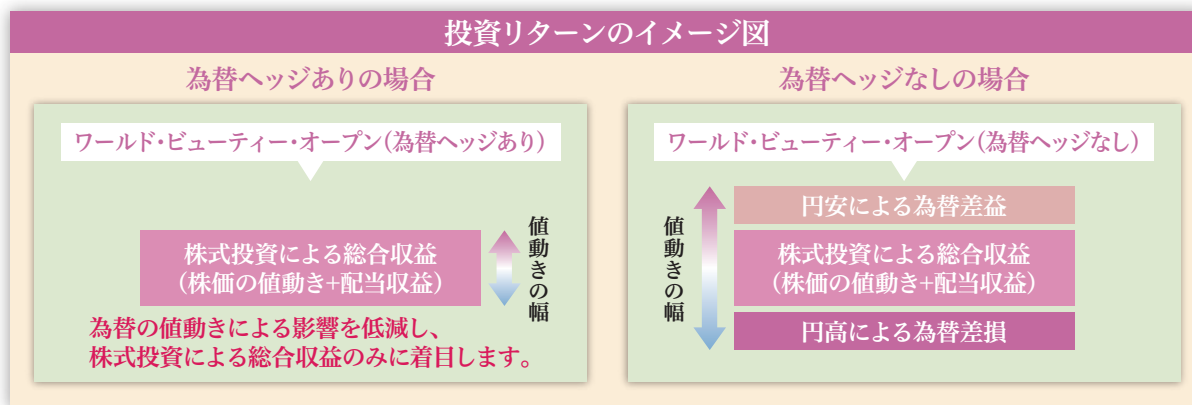 投資リターンのイメージ図
為替ヘッジありの場合
ワールド・ビューティー・オープン(為替ヘッジあり)
株式投資による総合収益
(株価の値動き+配当収益)
値動きの幅
為替の値動きによる影響を低減し、
株式投資による総合収益のみに着目します。
為替ヘッジなしの場合
ワールド・ビューティー・オープン(為替ヘッジなし)
値動きの幅
円安による為替差益
株式投資による総合収益
(株価の値動き+配当収益)
円高による為替差損